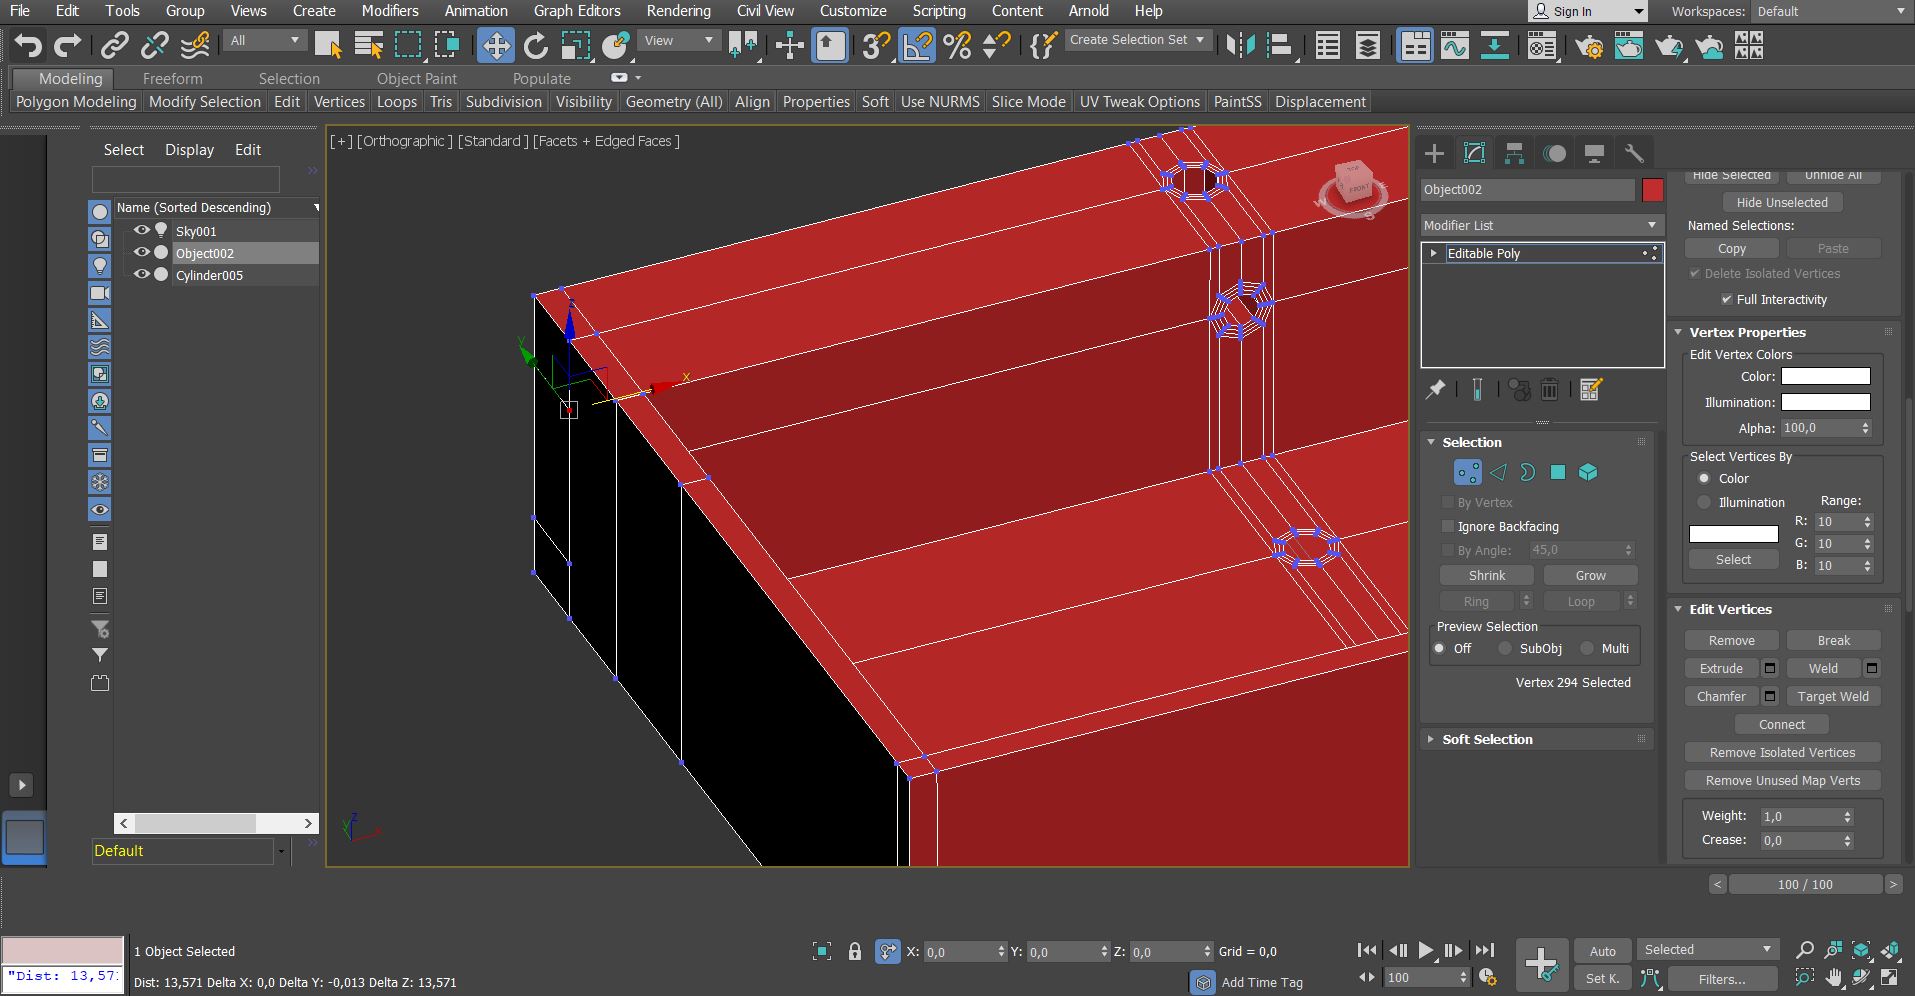 File Edit Tools Group Views Create Modifiers Animation Graph Editors Rendering Civil View Customize Scripting Content Arnold Help Sign In Workspaces: Default
All View Create Selection Set
Modeling Freeform Selection Object Paint Populate
Polygon Modeling Modify Selection Edit Vertices Loops Tris Subdivision Visibility Geometry (All) Align Properties Soft Use NURMS Slice Mode UV Tweak Options PaintSS Displacement
Select Display Edit
Name (Sorted Descending)
Sky001
Object002
Cylinder005
Default
[+] [Orthographic ] [Standard ] [Facets + Edged Faces ]
FRONT
W
S
z
y
x
Z
Y
X
Object002
Modifier List
Editable Poly
Selection
By Vertex
Ignore Backfacing
By Angle: 45,0
Shrink Grow
Ring Loop
Preview Selection
Off SubObj Multi
Vertex 294 Selected
Soft Selection
Hide Selected Unhide All
Hide Unselected
Named Selections:
Copy Paste
Delete Isolated Vertices
Full Interactivity
Vertex Properties
Edit Vertex Colors
Color:
Illumination:
Alpha: 100,0
Select Vertices By
Color
Illumination Range:
R: 10
G: 10
Select B: 10
Edit Vertices
Remove Break
Extrude Weld
Chamfer Target Weld
Connect
Remove Isolated Vertices
Remove Unused Map Verts
Weight: 1,0
Crease: 0,0
< 100 / 100 >
1 Object Selected X: 0,0 Y: 0,0 Z: 0,0 Grid = 0,0 Auto Selected
"Dist: 13,57 Dist: 13,571 Delta X: 0,0 Delta Y: -0,013 Delta Z: 13,571 Add Time Tag 100 Set K. Filters...